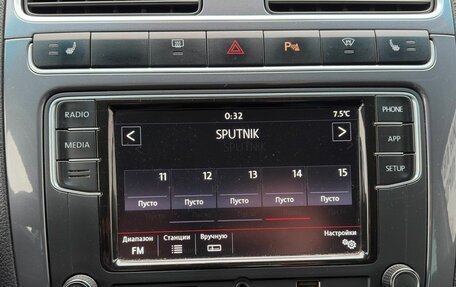 RADIO
MEDIA
PHONE
APP
SETUP
0:32
7.5°C
<
SPUTNIK
>
11 12 13 14 15
Пусто Пусто Пусто Пусто Пусто
Диапазон FM
Станции
Вручную
Настройки